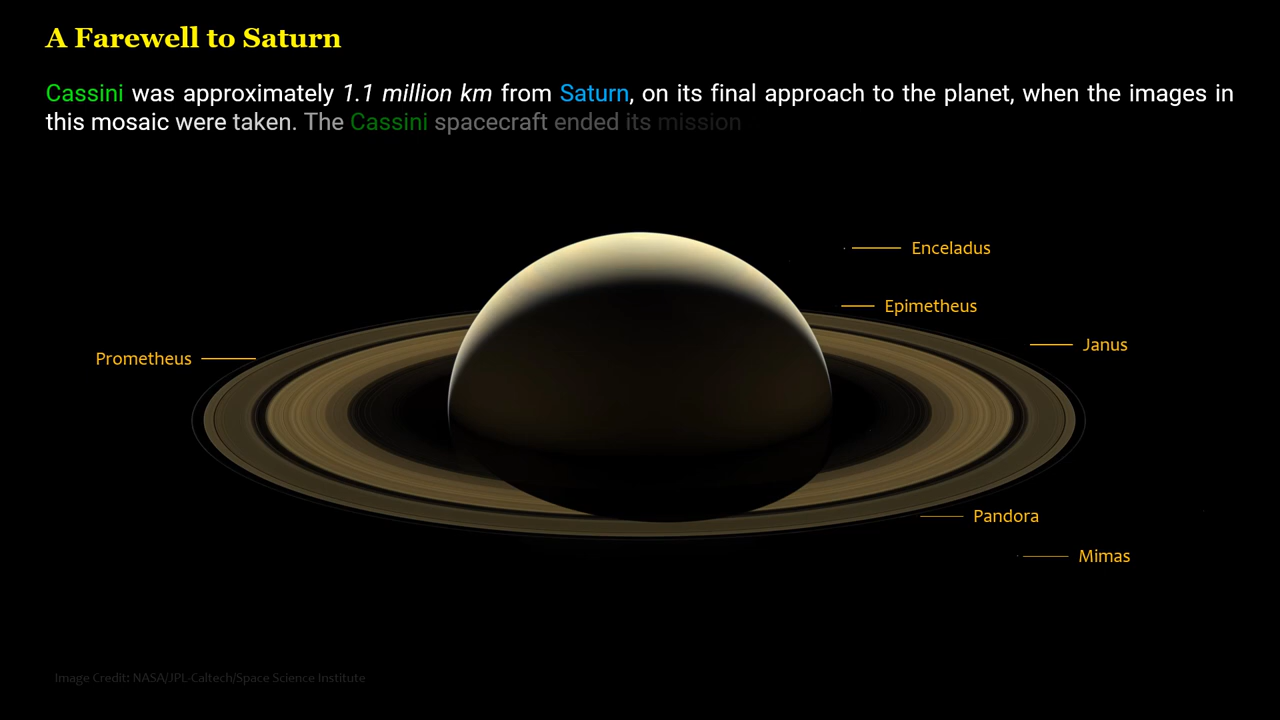 A Farewell to Saturn
Cassini was approximately 1.1 million km from Saturn, on its final approach to the planet, when the images in
this mosaic were taken. The Cassini spacecraft ended its mission
Enceladus
Epimetheus
Janus
Prometheus
Pandora
Mimas
Image Credit: NASA/JPL-Caltech/Space Science Institute